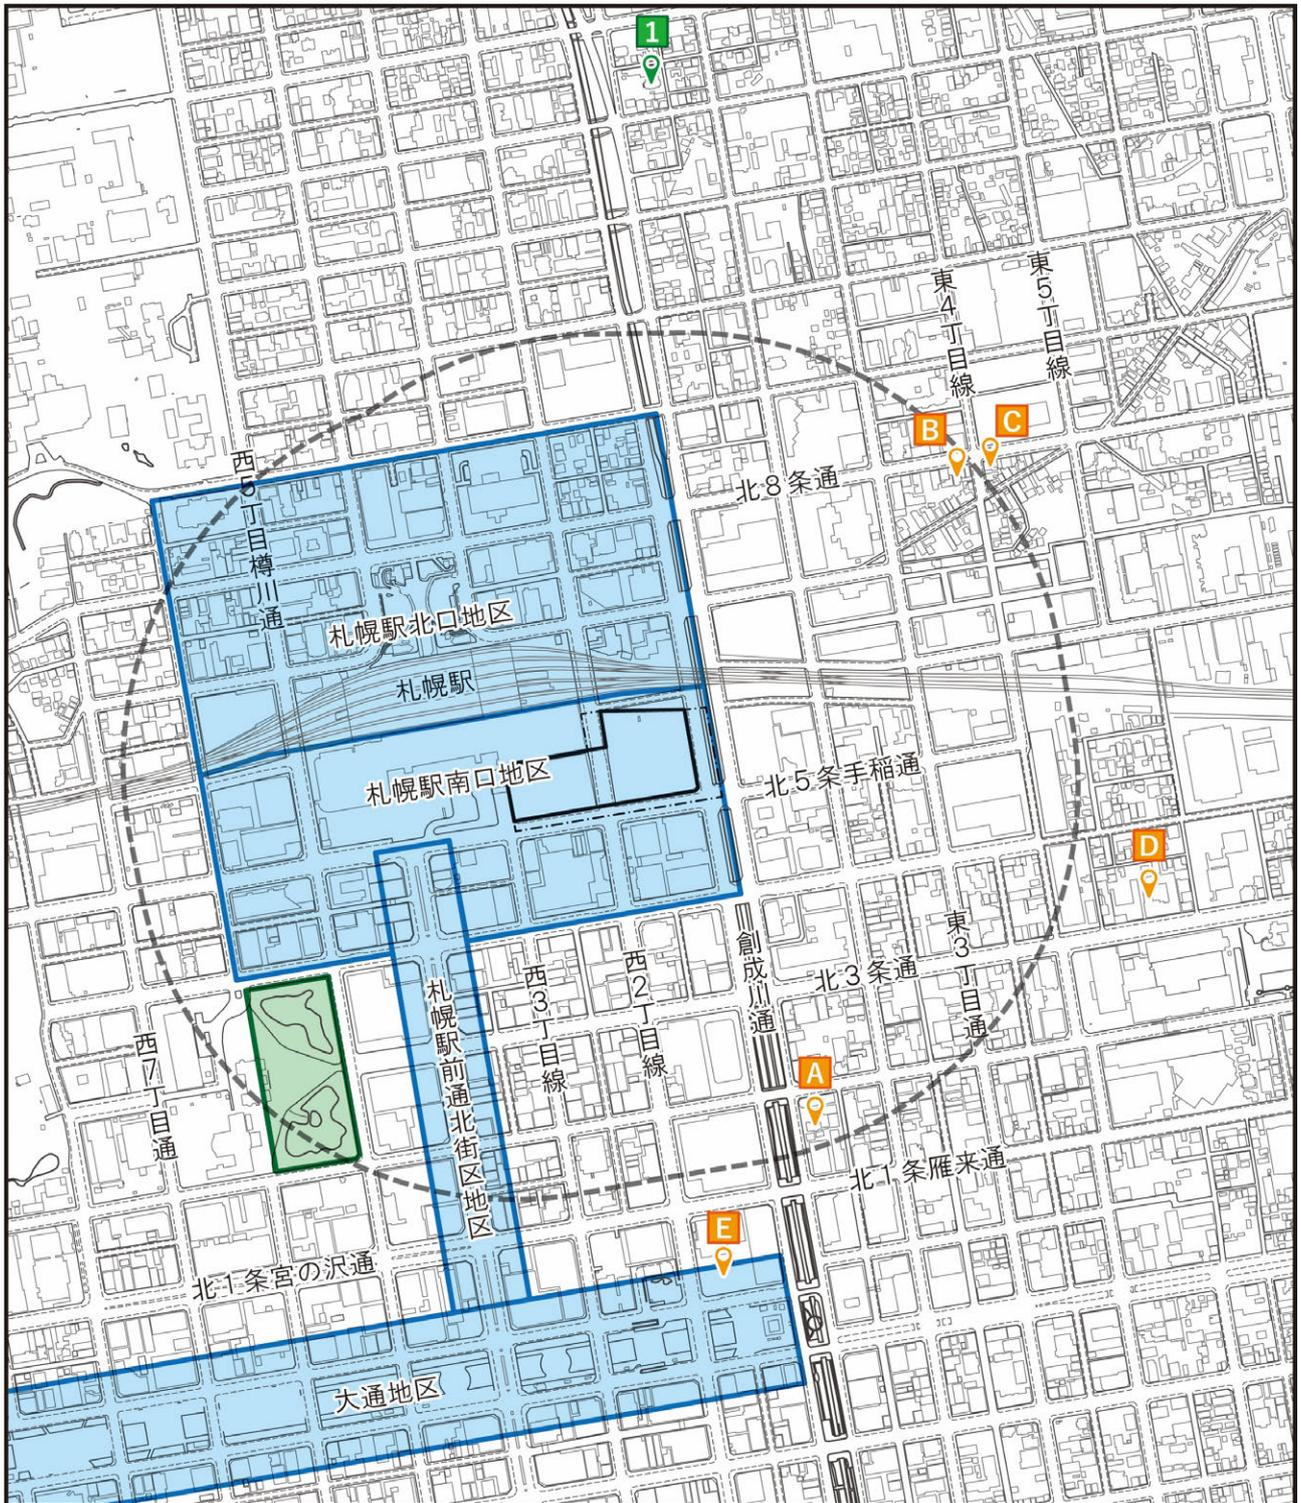 1
東4丁目線
東5丁目線
B
C
西5丁目樽川通
北8条通
札幌駅北口地区
札幌駅
札幌駅南口地区
北5条手稲通
D
創成川通
北3条通
東3丁目通
西2丁目線
西3丁目線
札幌駅前通北街区地区
西7丁目通
A
北1条雁来通
E
北1条宮の沢通
大通地区